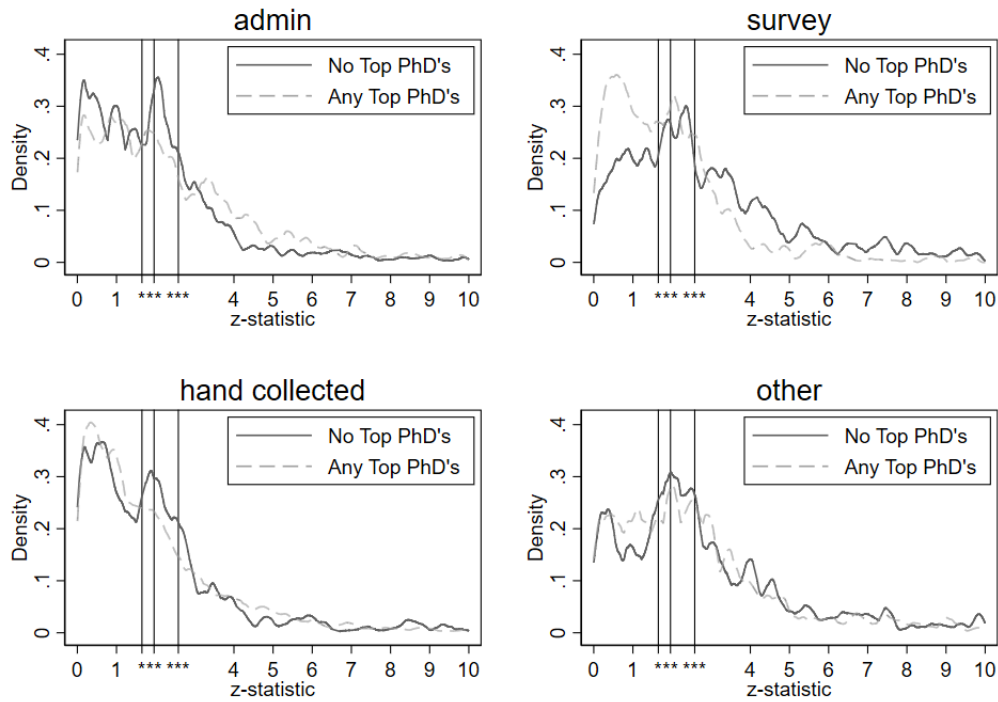 admin
No Top PhD's
Any Top PhD's
Density
0 .1 .2 .3 .4
0 1 *** *** 4 5 6 7 8 9 10
z-statistic
survey
No Top PhD's
Any Top PhD's
Density
0 .1 .2 .3 .4
0 1 *** *** 4 5 6 7 8 9 10
z-statistic
hand collected
No Top PhD's
Any Top PhD's
Density
0 .1 .2 .3 .4
0 1 *** *** 4 5 6 7 8 9 10
z-statistic
other
No Top PhD's
Any Top PhD's
Density
0 .1 .2 .3 .4
0 1 *** *** 4 5 6 7 8 9 10
z-statistic